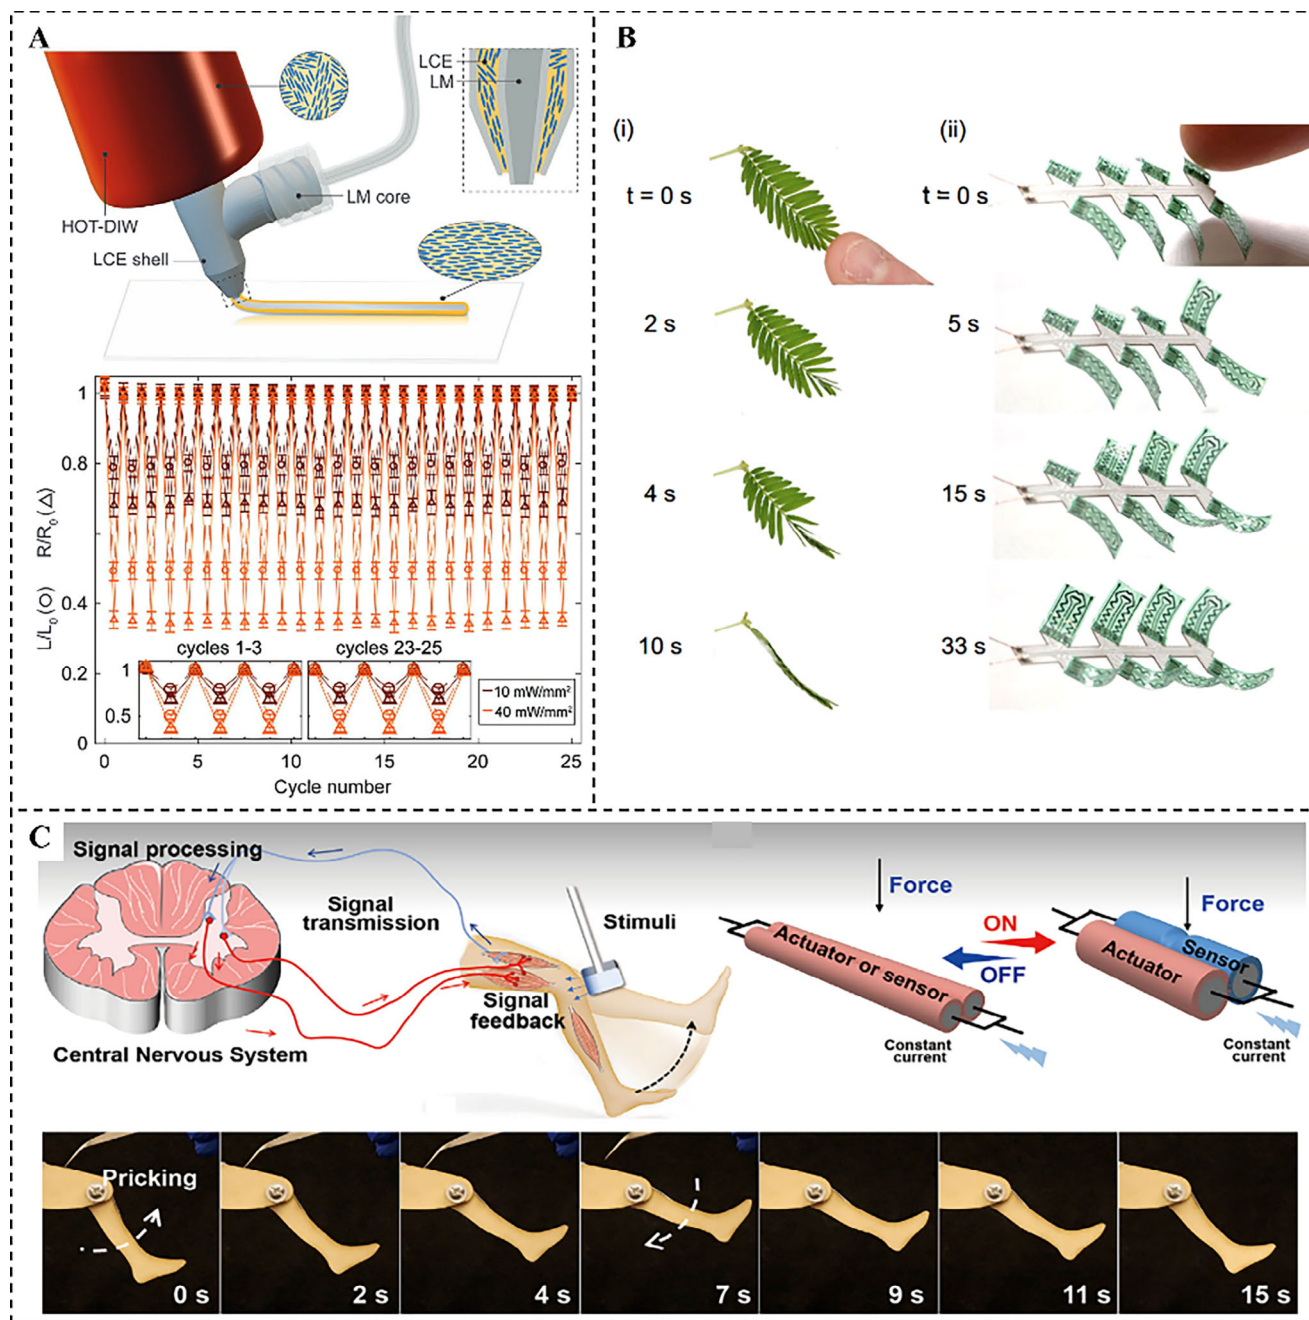 A
LCE
LM
LM core
HOT-DIW
LCE shell
L/L₀(○) R/R₀(△)
1
0.8
0.6
0.4
0.2
0
cycles 1-3
cycles 23-25
1
0.5
10 mW/mm²
40 mW/mm²
0
5
10
15
20
25
Cycle number
B
(i)
(ii)
t = 0 s
t = 0 s
2 s
5 s
4 s
15 s
10 s
33 s
C
Signal processing
Signal
transmission
Stimuli
Signal
feedback
Central Nervous System
Force
Actuator or sensor
ON
OFF
Constant
current
Force
Sensor
Actuator
Constant
current
Pricking
0 s
2 s
4 s
7 s
9 s
11 s
15 s